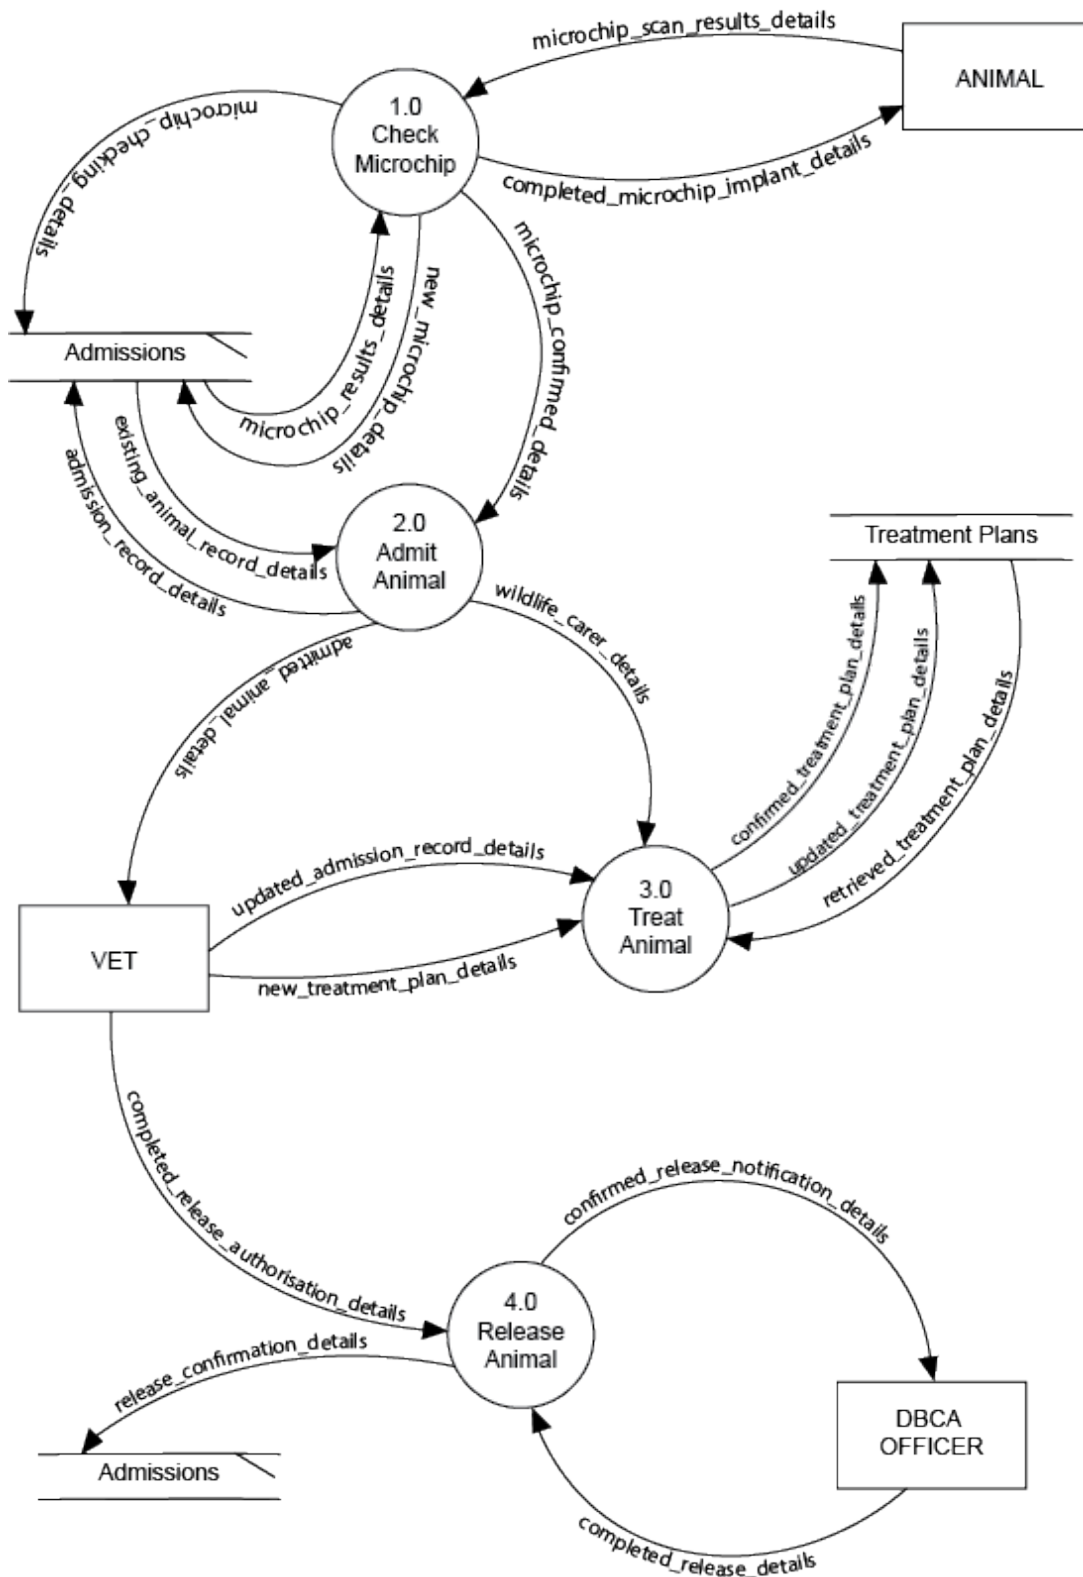 microchip_scan_results_details
ANIMAL
1.0
Check
Microchip
microchip_checking_details
completed_microchip_implant_details
microchip_results_details
new_microchip_details
microchip_confirmed_details
Admissions
existing_animal_record_details
admission_record_details
2.0
Admit
Animal
Treatment Plans
wildlife_carer_details
admitted_animal_details
confirmed_treatment_plan_details
updated_treatment_plan_details
retrieved_treatment_plan_details
updated_admission_record_details
3.0
Treat
Animal
VET
new_treatment_plan_details
completed_release_authorisation_details
confirmed_release_notification_details
4.0
Release
Animal
release_confirmation_details
DBCA
OFFICER
Admissions
completed_release_details